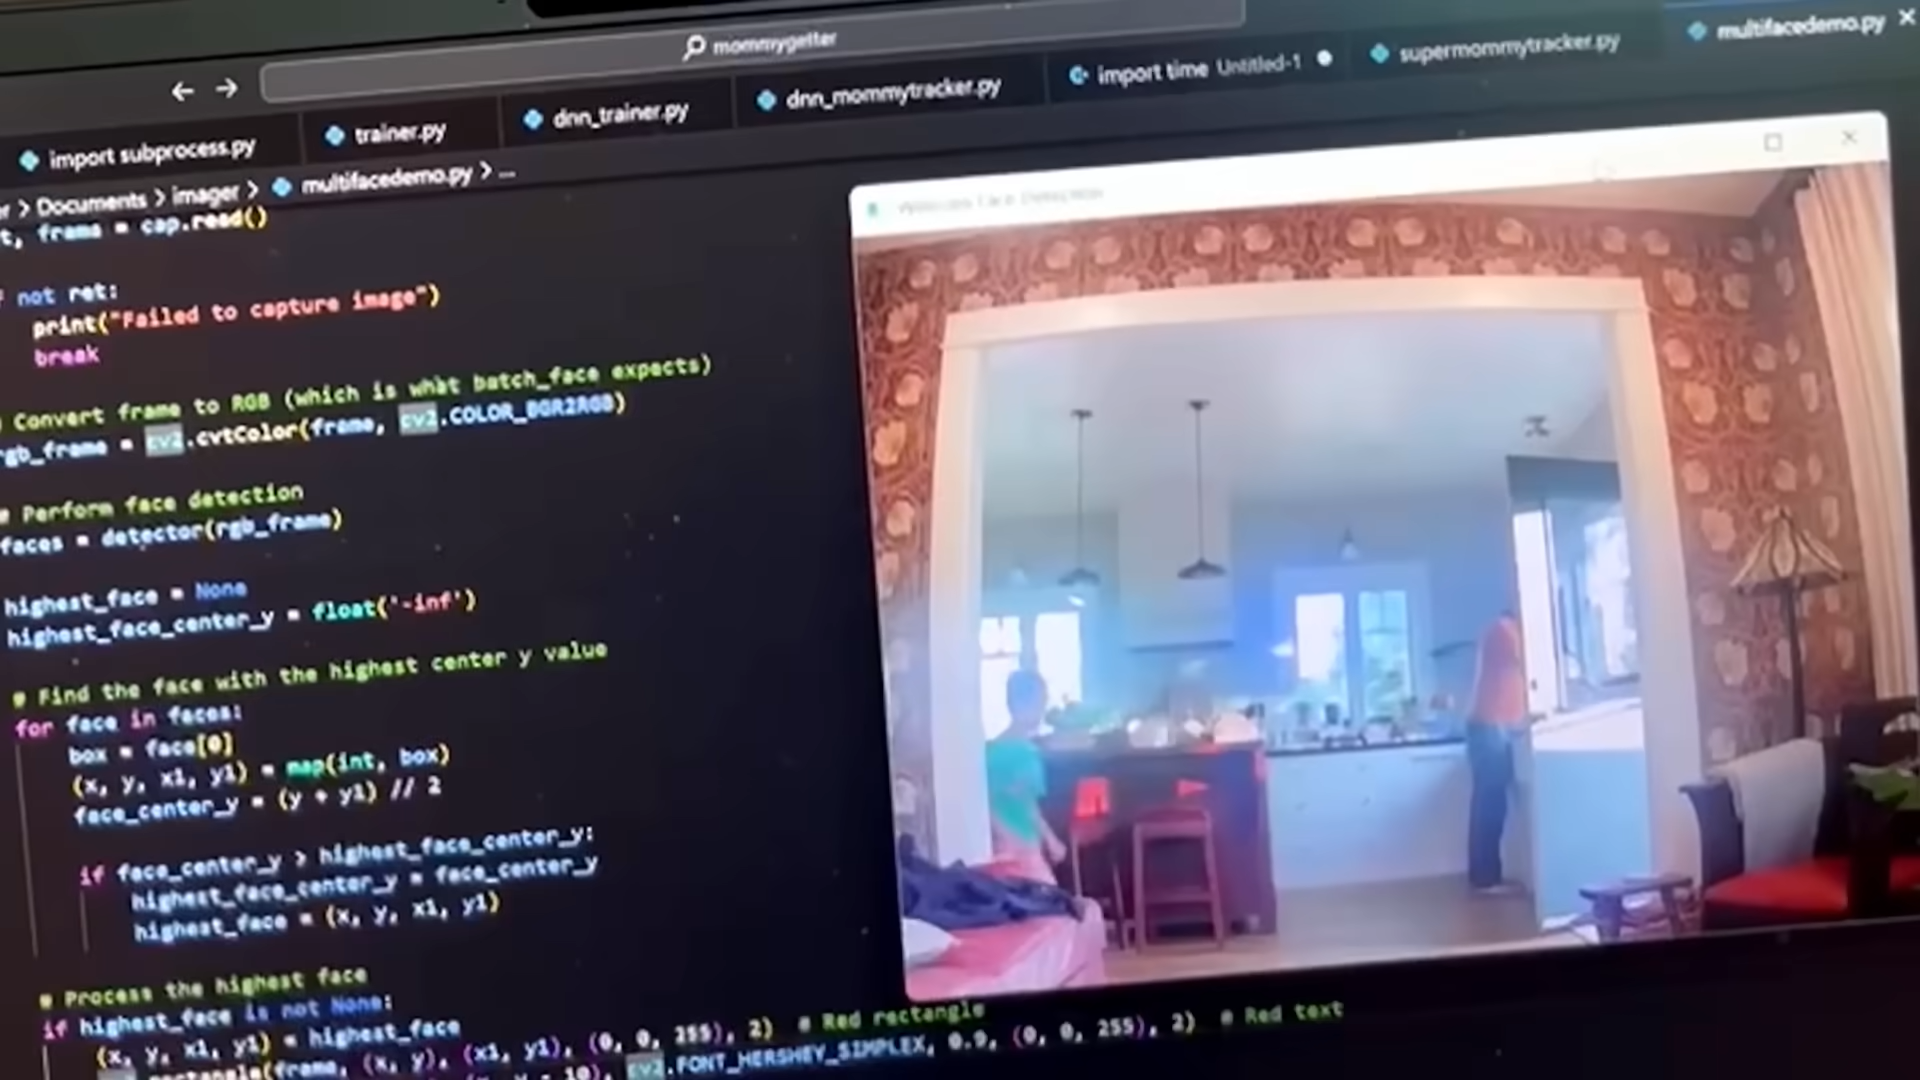 mommygetter
import subprocess.py
trainer.py
dnn_trainer.py
dnn_mommytracker.py
import time Untitled-1
supermommytracker.py
multifacedemo.py
> Documents > imager > multifacedemo.py > ...
t, frame = cap.read()
not ret:
print("Failed to capture image")
break
Convert frame to RGB (which is what batch_face expects)
rgb_frame = cv2.cvtColor(frame, cv2.COLOR_BGR2RGB)
# Perform face detection
faces = detector(rgb_frame)
highest_face = None
highest_face_center_y = float('-inf')
# Find the face with the highest center y value
for face in faces:
box = face[0]
(x, y, x1, y1) = map(int, box)
face_center_y = (y + y1) // 2
if face_center_y > highest_face_center_y:
highest_face_center_y = face_center_y
highest_face = (x, y, x1, y1)
# Process the highest face
if highest_face is not None:
(x, y, x1, y1) = highest_face
rectangle(frame, (x, y), (x1, y1), (0, 0, 255), 2) # Red rectangle
y - 10), cv2.FONT_HERSHEY_SIMPLEX, 0.9, (0, 0, 255), 2) # Red text